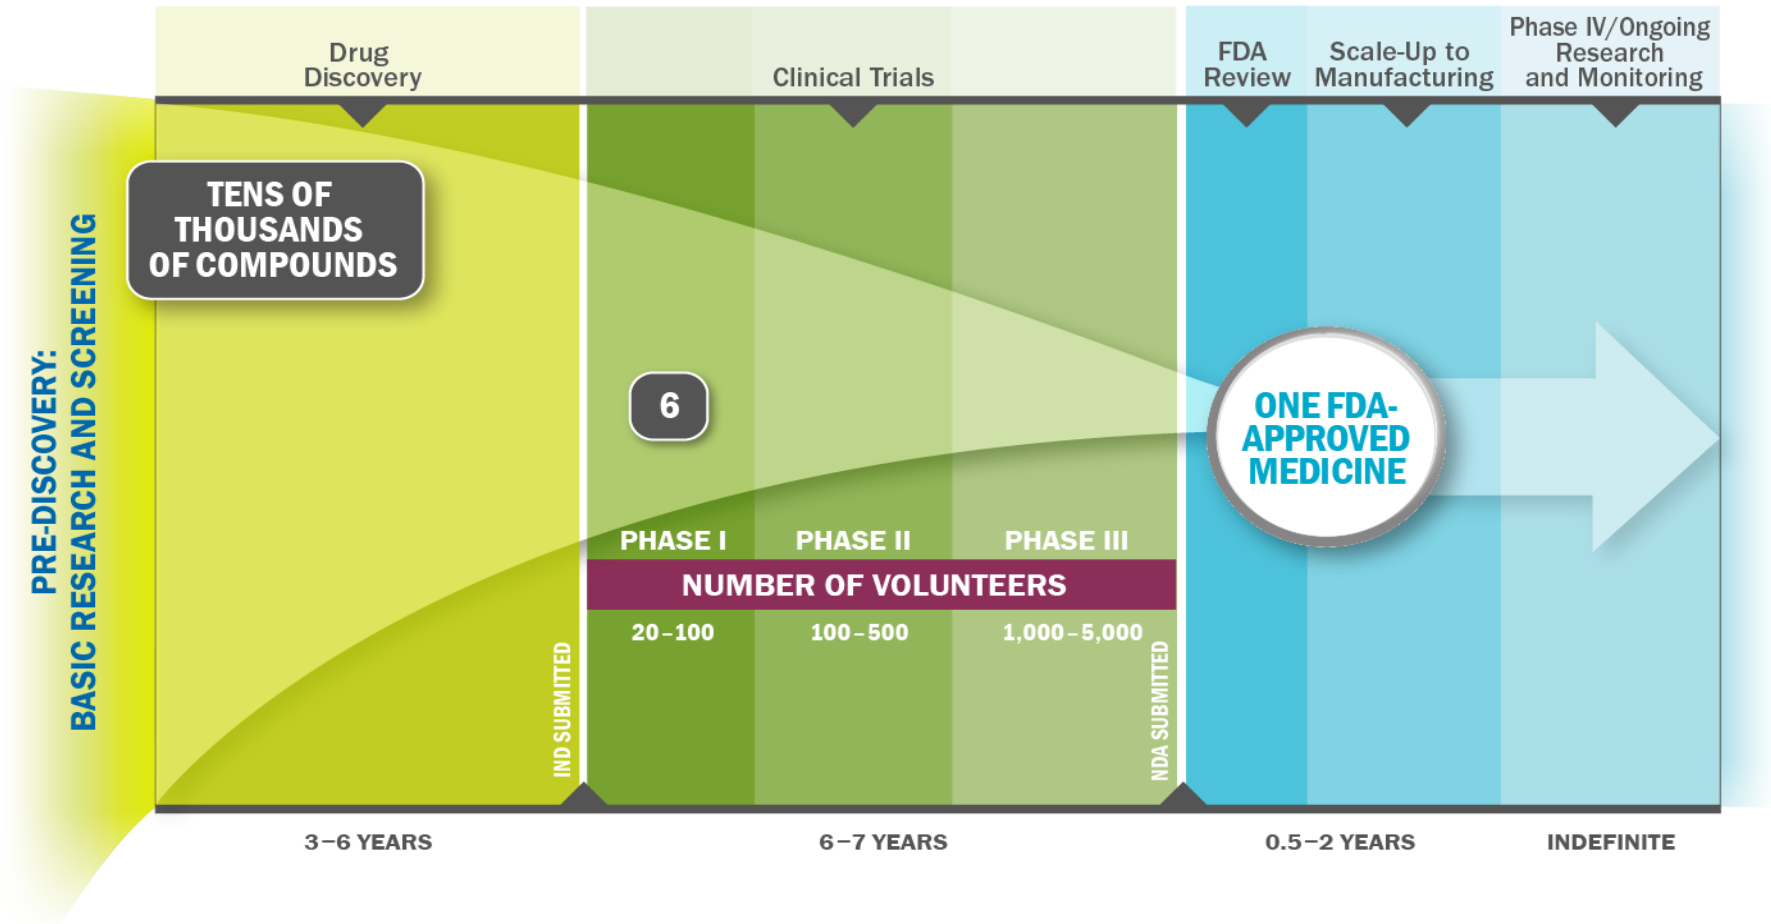 Drug
Discovery
Clinical Trials
FDA
Review
Scale-Up to
Manufacturing
Phase IV/Ongoing
Research
and Monitoring
PRE-DISCOVERY:
BASIC RESEARCH AND SCREENING
TENS OF
THOUSANDS
OF COMPOUNDS
6
ONE FDA-
APPROVED
MEDICINE
PHASE I
PHASE II
PHASE III
NUMBER OF VOLUNTEERS
20–100
100–500
1,000–5,000
IND SUBMITTED
NDA SUBMITTED
3–6 YEARS
6–7 YEARS
0.5–2 YEARS
INDEFINITE